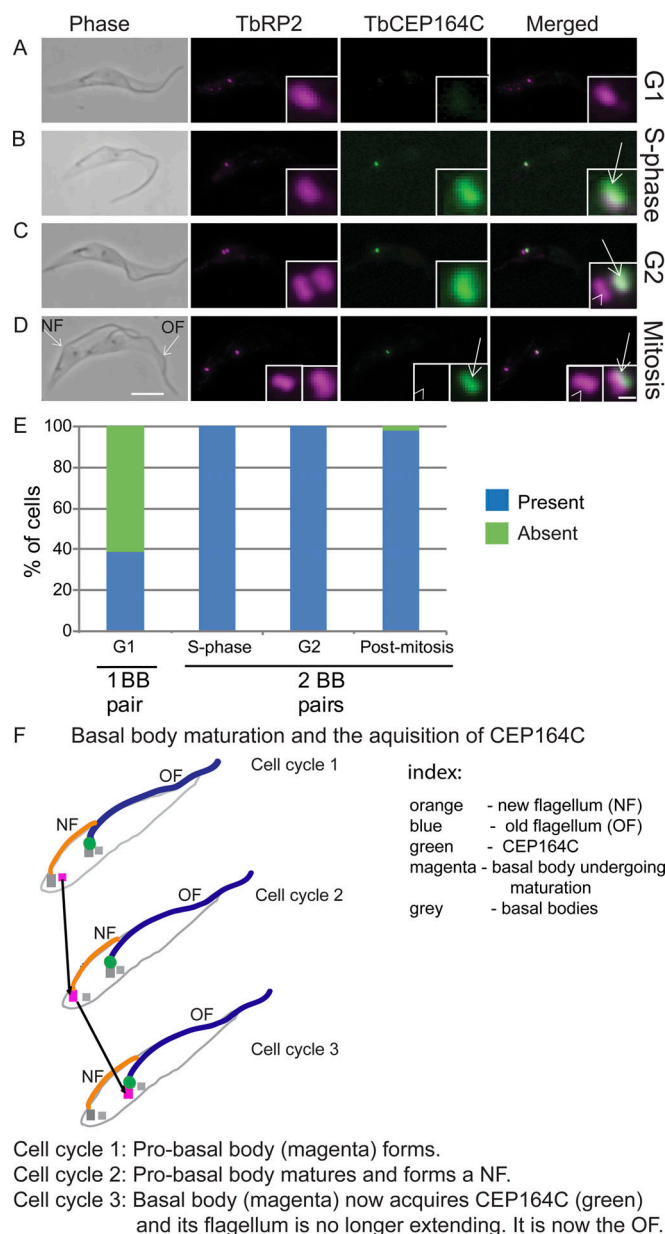 Phase TbRP2 TbCEP164C Merged
A
G1
B
S-phase
C
G2
D
NF
OF
Mitosis
E
% of cells
100
80
60
40
20
0
G1 S-phase G2 Post-mitosis
1 BB pair
2 BB pairs
Present
Absent
F Basal body maturation and the aquisition of CEP164C
OF
Cell cycle 1
NF
OF
Cell cycle 2
NF
OF
Cell cycle 3
NF
index:
orange - new flagellum (NF)
blue - old flagellum (OF)
green - CEP164C
magenta - basal body undergoing
maturation
grey - basal bodies
Cell cycle 1: Pro-basal body (magenta) forms.
Cell cycle 2: Pro-basal body matures and forms a NF.
Cell cycle 3: Basal body (magenta) now acquires CEP164C (green)
and its flagellum is no longer extending. It is now the OF.